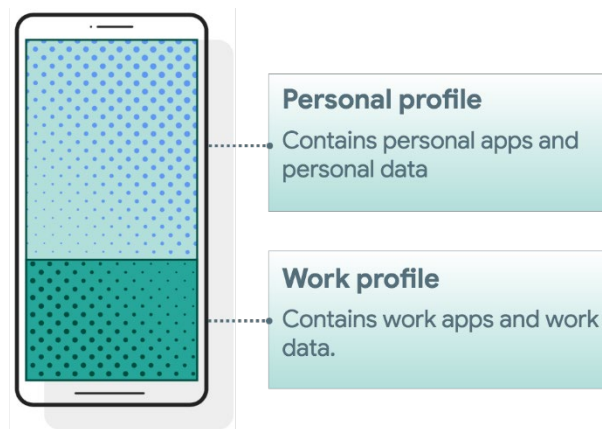 Personal profile
Contains personal apps and
personal data
Work profile
Contains work apps and work
data.